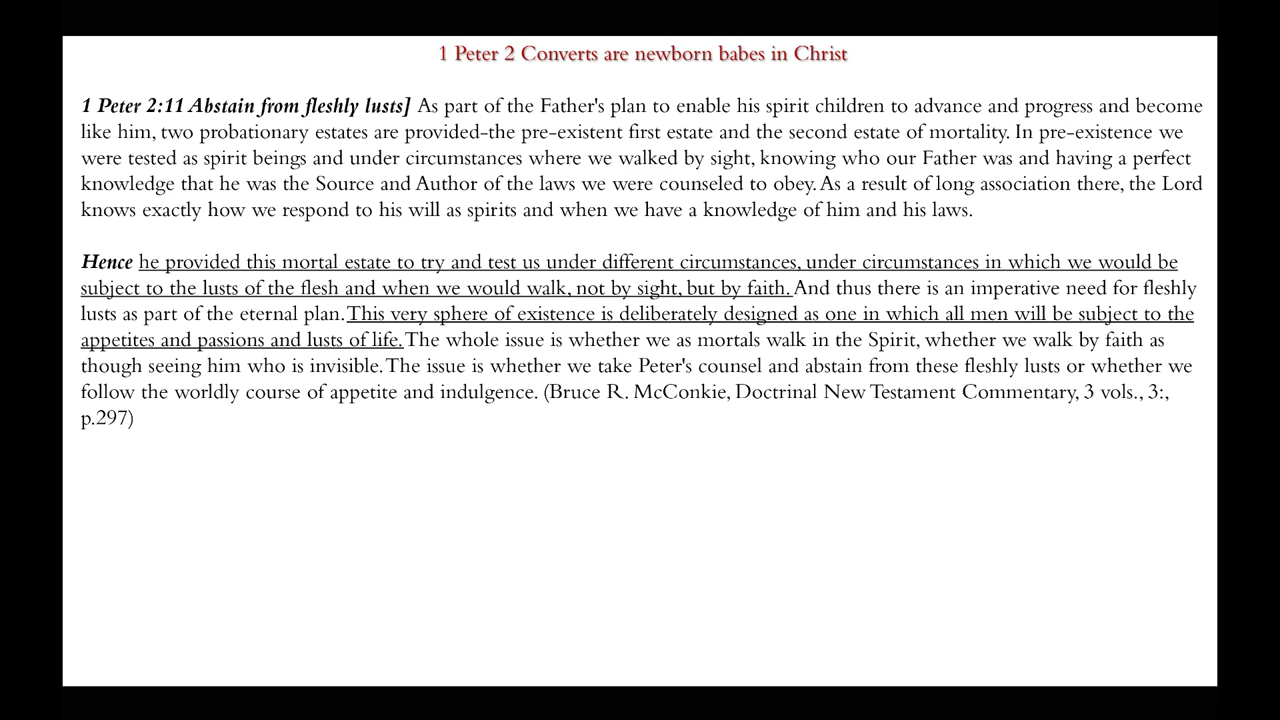 1 Peter 2 Converts are newborn babes in Christ
1 Peter 2:11 Abstain from fleshly lusts] As part of the Father's plan to enable his spirit children to advance and progress and become
like him, two probationary estates are provided-the pre-existent first estate and the second estate of mortality. In pre-existence we
were tested as spirit beings and under circumstances where we walked by sight, knowing who our Father was and having a perfect
knowledge that he was the Source and Author of the laws we were counseled to obey. As a result of long association there, the Lord
knows exactly how we respond to his will as spirits and when we have a knowledge of him and his laws.
Hence he provided this mortal estate to try and test us under different circumstances, under circumstances in which we would be
subject to the lusts of the flesh and when we would walk, not by sight, but by faith. And thus there is an imperative need for fleshly
lusts as part of the eternal plan. This very sphere of existence is deliberately designed as one in which all men will be subject to the
appetites and passions and lusts of life. The whole issue is whether we as mortals walk in the Spirit, whether we walk by faith as
though seeing him who is invisible. The issue is whether we take Peter's counsel and abstain from these fleshly lusts or whether we
follow the worldly course of appetite and indulgence. (Bruce R. McConkie, Doctrinal New Testament Commentary, 3 vols., 3:,
p.297)